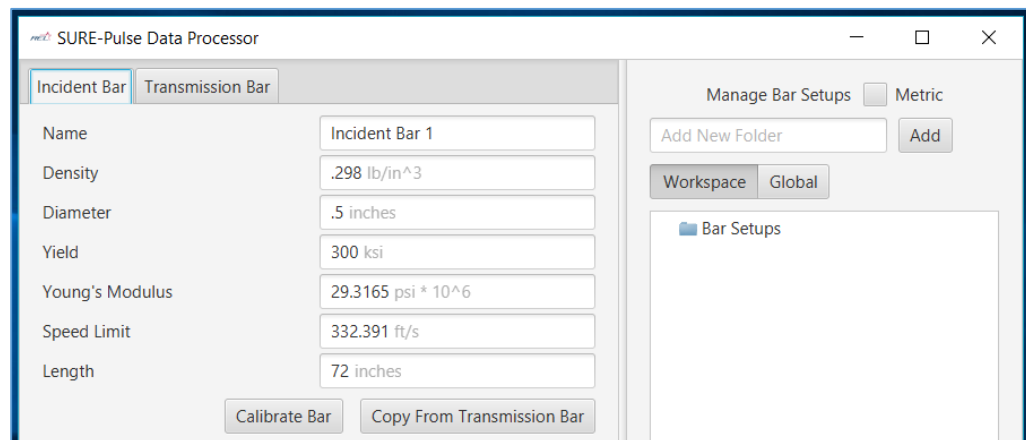 SURE-Pulse Data Processor
Incident Bar Transmission Bar
Name Incident Bar 1
Density .298 lb/in^3
Diameter .5 inches
Yield 300 ksi
Young's Modulus 29.3165 psi * 10^6
Speed Limit 332.391 ft/s
Length 72 inches
Calibrate Bar Copy From Transmission Bar
Manage Bar Setups Metric
Add New Folder Add
Workspace Global
Bar Setups